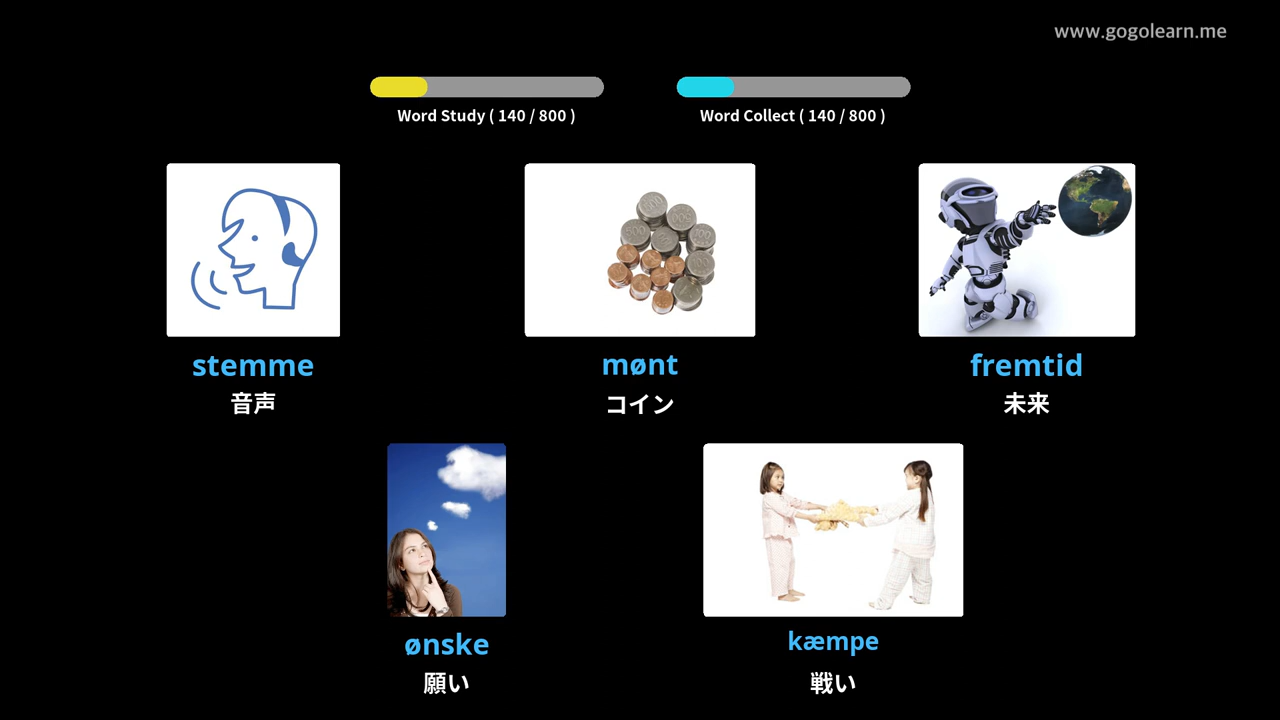 www.gogolearn.me
Word Study ( 140 / 800 )
Word Collect ( 140 / 800 )
stemme
音声
mønt
コイン
fremtid
未来
ønske
願い
kæmpe
戦い